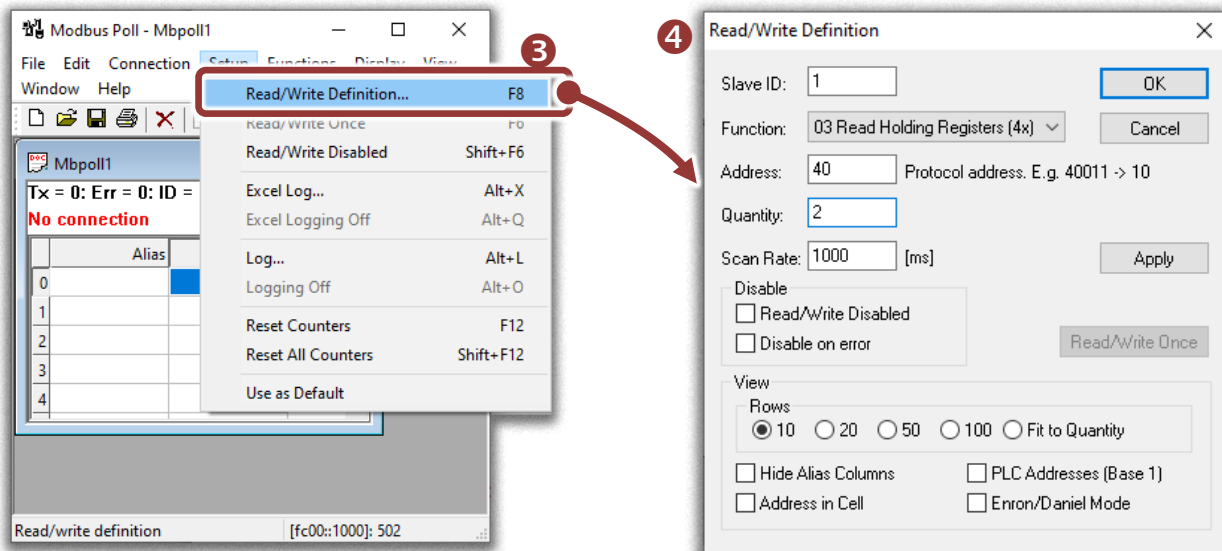 Modbus Poll - Mbpoll1
File Edit Connection Setup Functions Display View
Window Help
Mbpoll1
Tx = 0: Err = 0: ID =
No connection
Alias
0
1
2
3
4
Read/Write Definition... F8
Read/Write Once F6
Read/Write Disabled Shift+F6
Excel Log... Alt+X
Excel Logging Off Alt+Q
Log... Alt+L
Logging Off Alt+O
Reset Counters F12
Reset All Counters Shift+F12
Use as Default
Read/write definition [fc00::1000]: 502
3
4
Read/Write Definition
Slave ID: 1 OK
Function: 03 Read Holding Registers (4x) Cancel
Address: 40 Protocol address. E.g. 40011 -> 10
Quantity: 2
Scan Rate: 1000 [ms] Apply
Disable
Read/Write Disabled
Disable on error
Read/Write Once
View
Rows
10 20 50 100 Fit to Quantity
Hide Alias Columns PLC Addresses (Base 1)
Address in Cell Enron/Daniel Mode